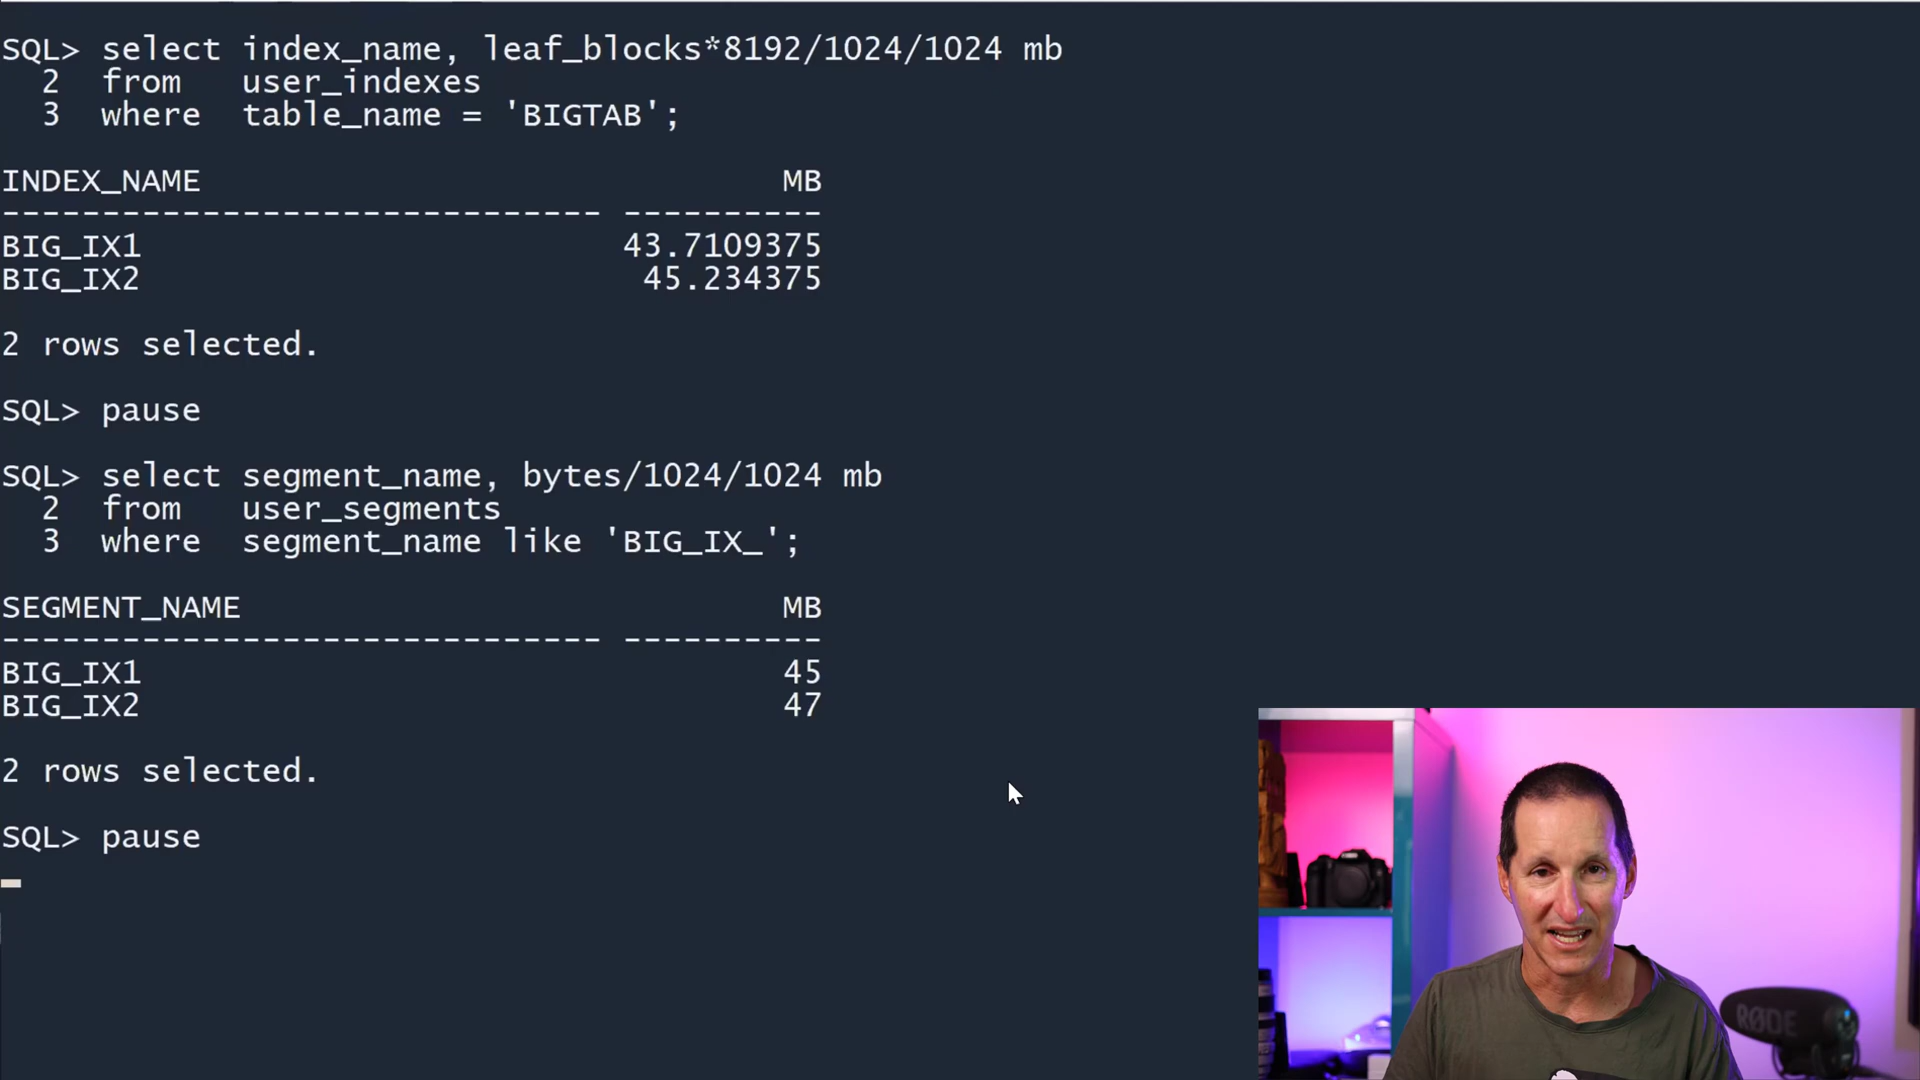 SQL> select index_name, leaf_blocks*8192/1024/1024 mb
  2  from   user_indexes
  3  where  table_name = 'BIGTAB';
INDEX_NAME                             MB
------------------------------ ----------
BIG_IX1                        43.7109375
BIG_IX2                         45.234375
2 rows selected.
SQL> pause
SQL> select segment_name, bytes/1024/1024 mb
  2  from   user_segments
  3  where  segment_name like 'BIG_IX_';
SEGMENT_NAME                           MB
------------------------------ ----------
BIG_IX1                                45
BIG_IX2                                47
2 rows selected.
SQL> pause
RØDE